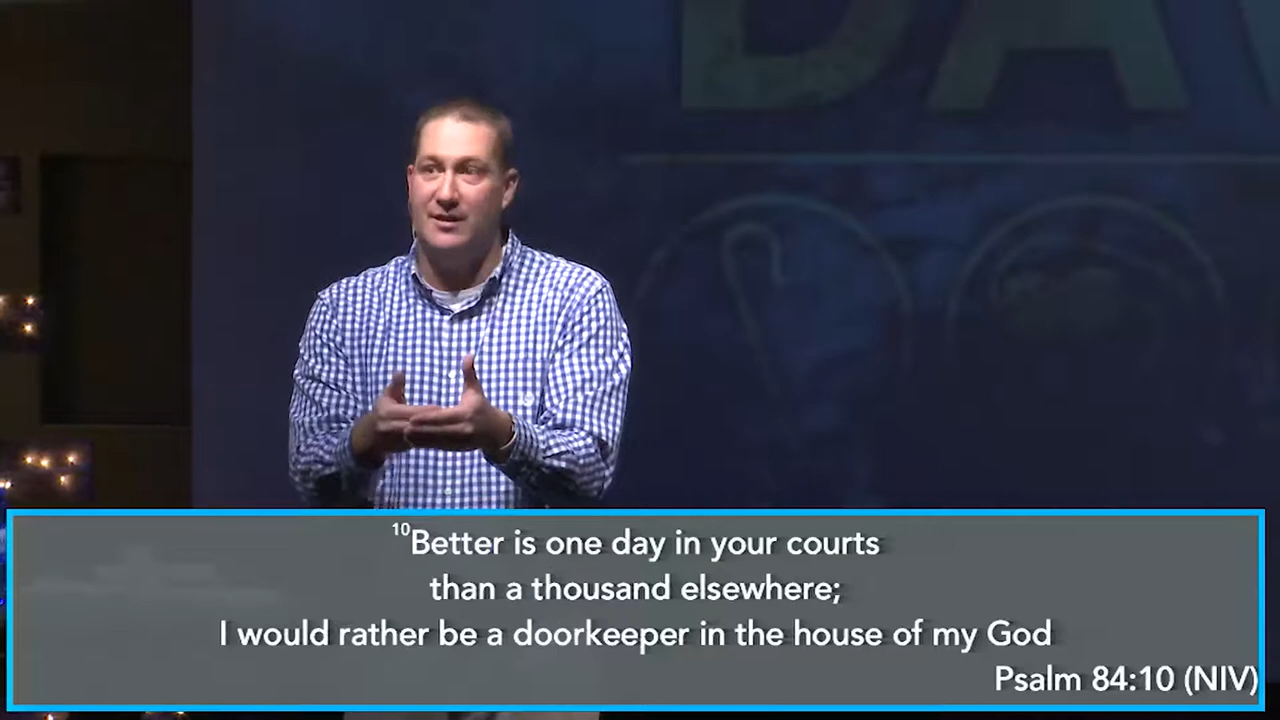 DAV
¹⁰Better is one day in your courts
than a thousand elsewhere;
I would rather be a doorkeeper in the house of my God
Psalm 84:10 (NIV)